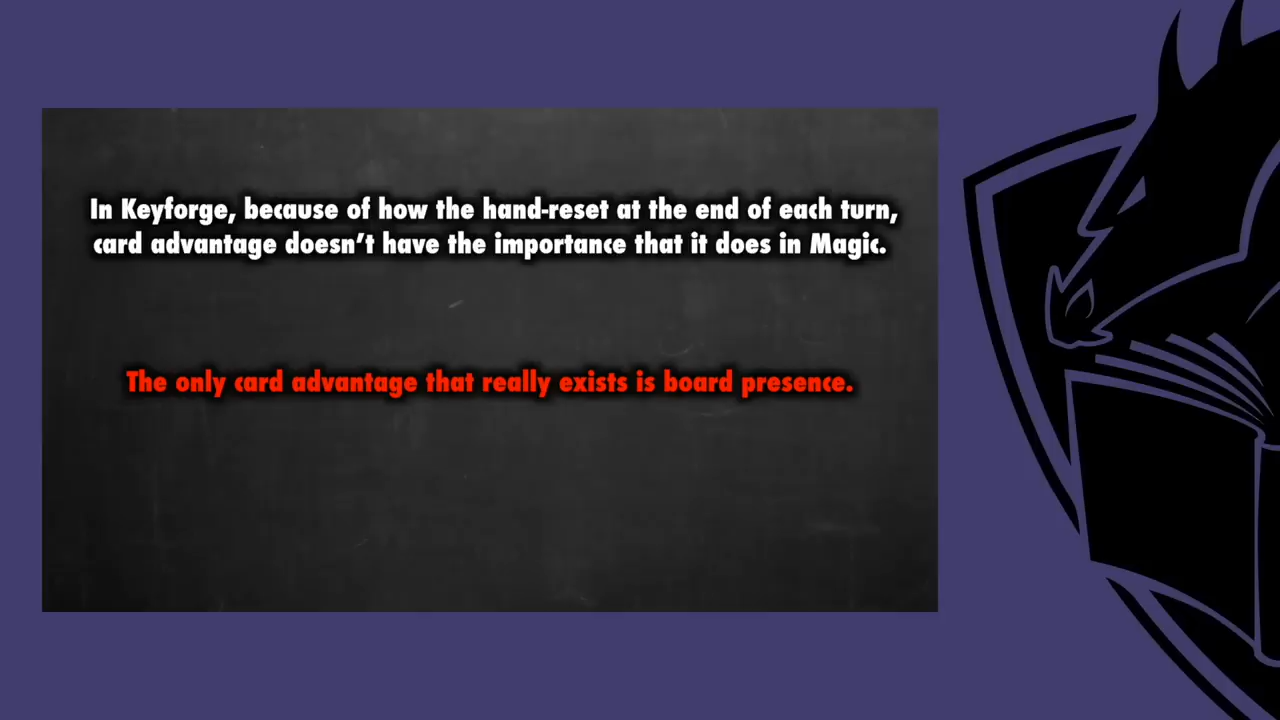 In Keyforge, because of how the hand-reset at the end of each turn,
card advantage doesn't have the importance that it does in Magic.
The only card advantage that really exists is board presence.